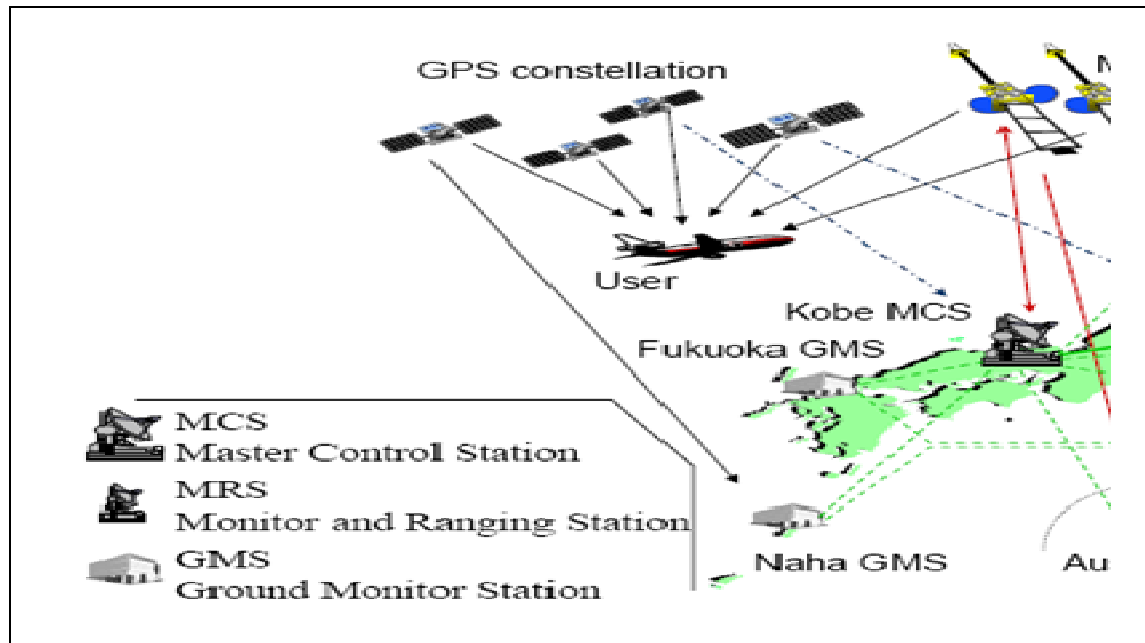 GPS constellation
M
User
Kobe MCS
Fukuoka GMS
MCS
Master Control Station
MRS
Monitor and Ranging Station
GMS
Ground Monitor Station
Naha GMS
Au